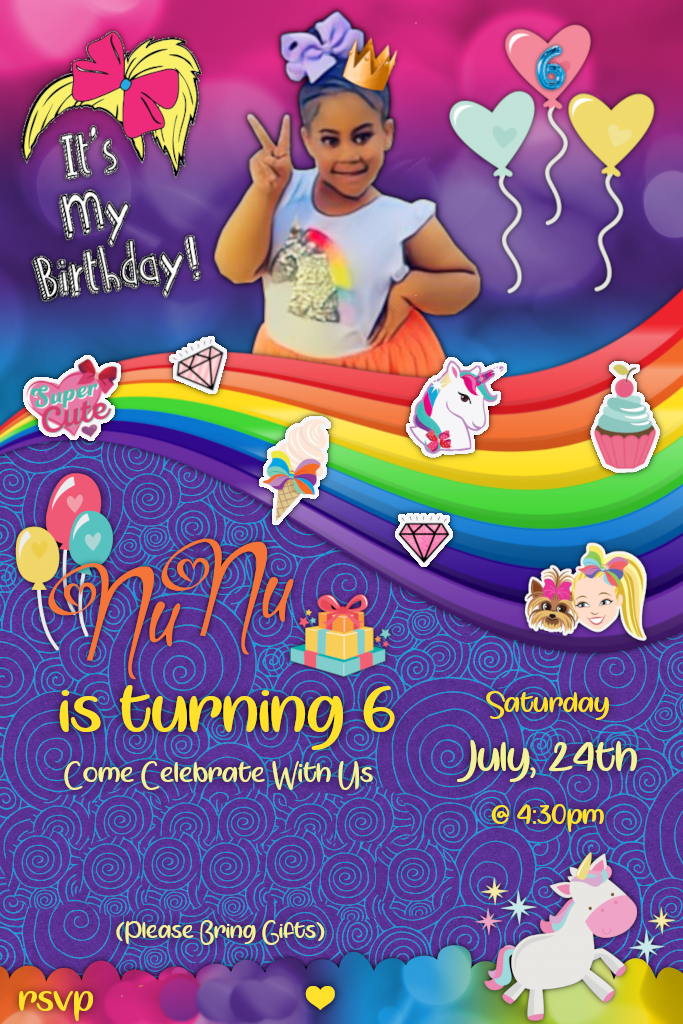 It's
My
Birthday!
6
Super
Cute
NuNu
is turning 6
Come Celebrate With Us
Saturday
July, 24th
@ 4:30pm
(Please Bring Gifts)
rsvp